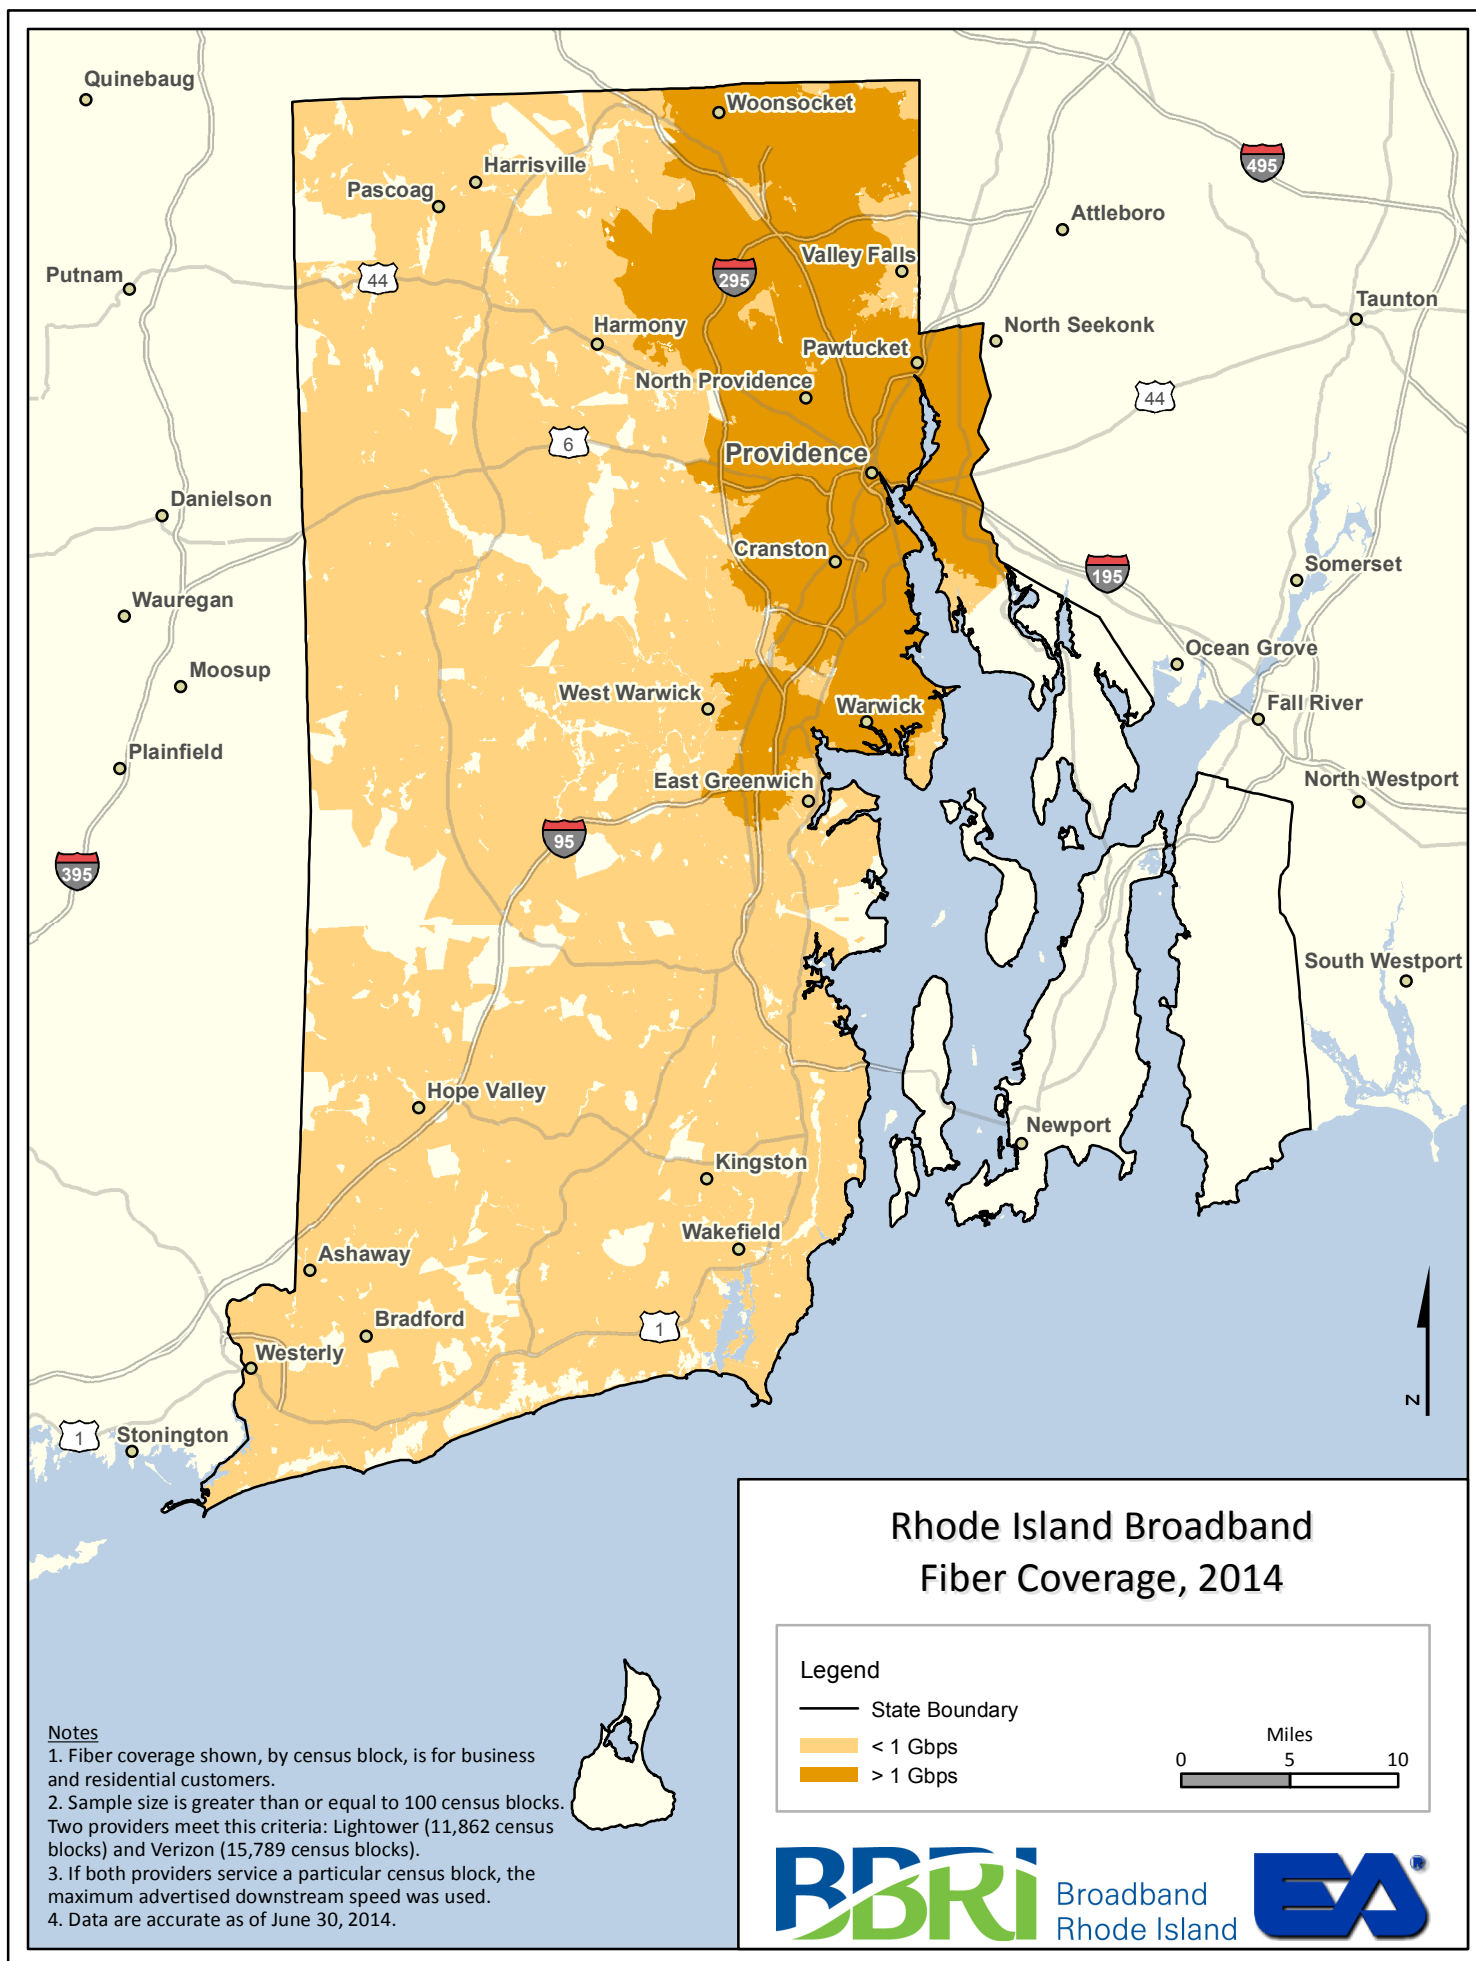 Quinebaug
Woonsocket
495
Harrisville
Pascoag
Attleboro
Valley Falls
Putnam
44
295
Taunton
Harmony
North Seekonk
Pawtucket
North Providence
44
6
Providence
Danielson
Cranston
195
Somerset
Wauregan
Ocean Grove
Moosup
West Warwick
Warwick
Fall River
Plainfield
East Greenwich
North Westport
95
395
South Westport
Hope Valley
Newport
Kingston
Wakefield
Ashaway
Bradford
1
Westerly
N
1
Stonington
Rhode Island Broadband
Fiber Coverage, 2014
Legend
State Boundary
< 1 Gbps
> 1 Gbps
Miles
0 5 10
Notes
1. Fiber coverage shown, by census block, is for business
and residential customers.
2. Sample size is greater than or equal to 100 census blocks.
Two providers meet this criteria: Lightower (11,862 census
blocks) and Verizon (15,789 census blocks).
3. If both providers service a particular census block, the
maximum advertised downstream speed was used.
4. Data are accurate as of June 30, 2014.
BBRI
Broadband
Rhode Island
EA®